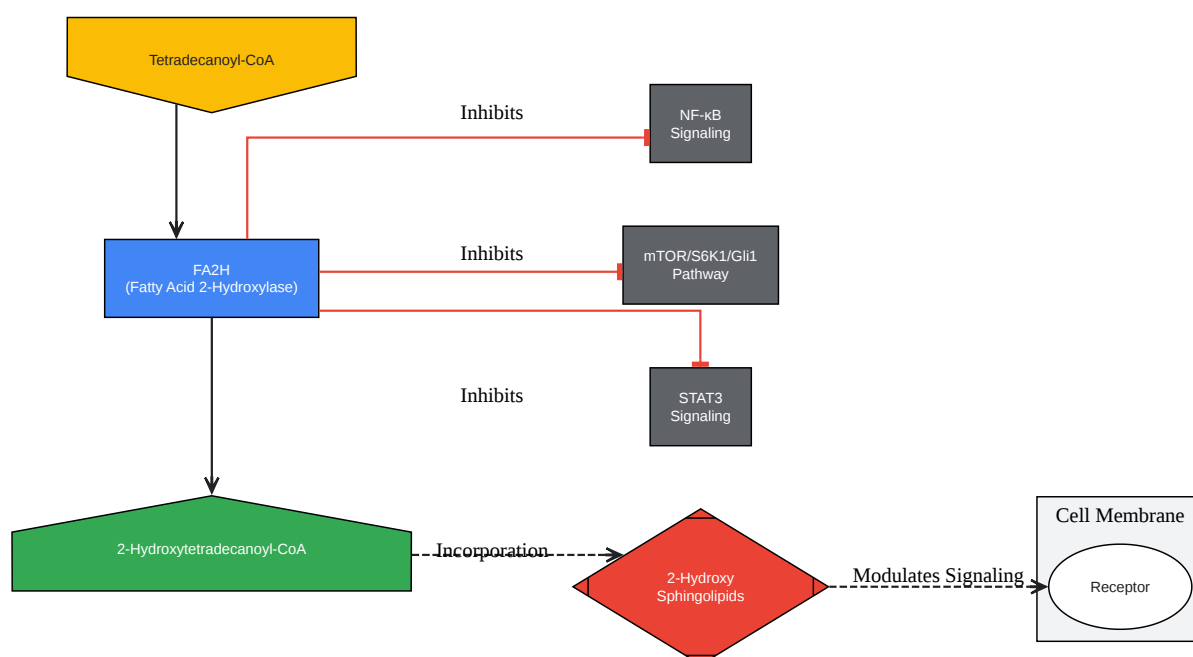 Tetradecanoyl-CoA
Inhibits
NF-κB
Signaling
FA2H
(Fatty Acid 2-Hydroxylase)
Inhibits
mTOR/S6K1/Gli1
Pathway
Inhibits
STAT3
Signaling
2-Hydroxytetradecanoyl-CoA
Incorporation
2-Hydroxy
Sphingolipids
Modulates Signaling
Cell Membrane
Receptor